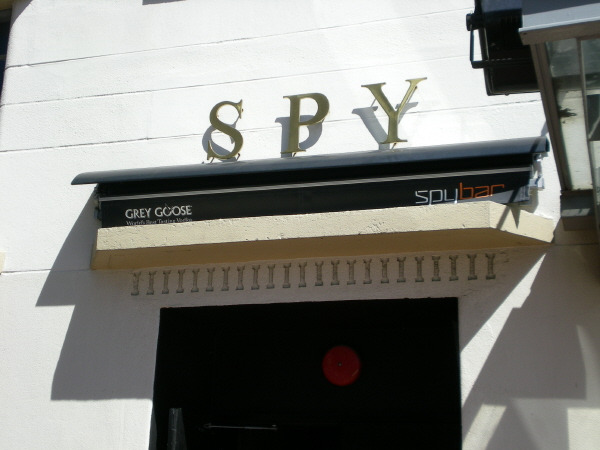 SPY
GREY GOOSE
World's Best Tasting Vodka
spybar